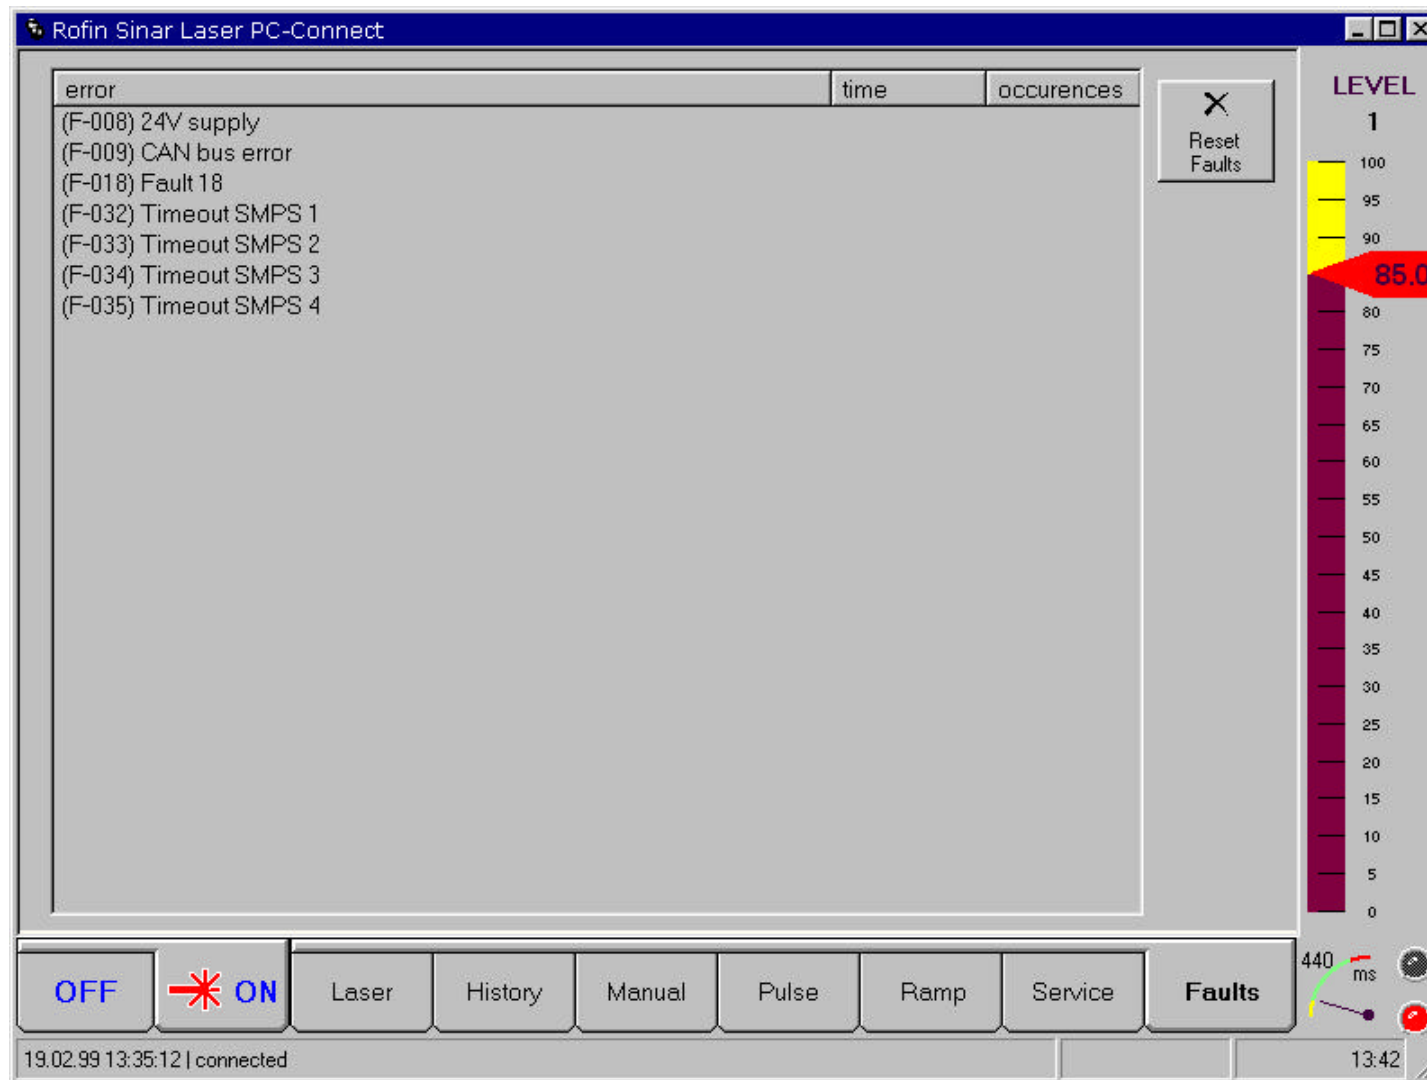 Rofin Sinar Laser PC-Connect
error time occurences
(F-008) 24V supply
(F-009) CAN bus error
(F-018) Fault 18
(F-032) Timeout SMPS 1
(F-033) Timeout SMPS 2
(F-034) Timeout SMPS 3
(F-035) Timeout SMPS 4
Reset
Faults
LEVEL
1
100
95
90
85.0
80
75
70
65
60
55
50
45
40
35
30
25
20
15
10
5
0
OFF ON Laser History Manual Pulse Ramp Service Faults
440 ms
19.02.99 13:35:12 | connected 13:42